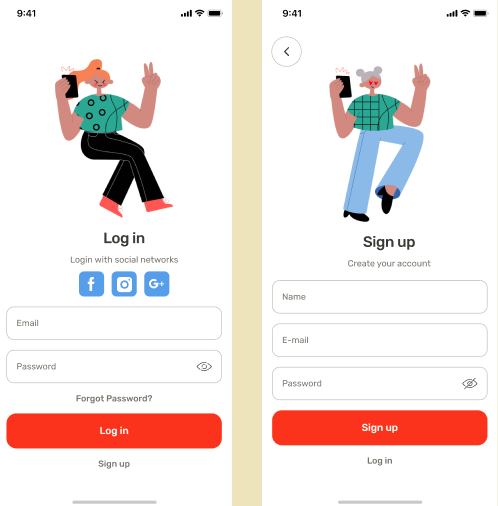 9:41
Log in
Login with social networks
f
G+
Email
Password
Forgot Password?
Log in
Sign up
9:41
Sign up
Create your account
Name
E-mail
Password
Sign up
Log in